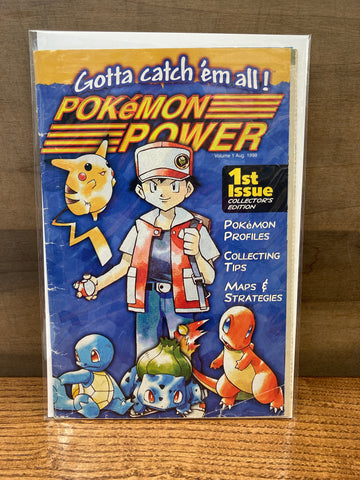 Gotta catch 'em all!
POKéMON
POWER
Volume 1 Aug. 1998
1st
Issue
COLLECTOR'S
EDITION
POKéMON
PROFILES
COLLECTING
TIPS
MAPS &
STRATEGIES